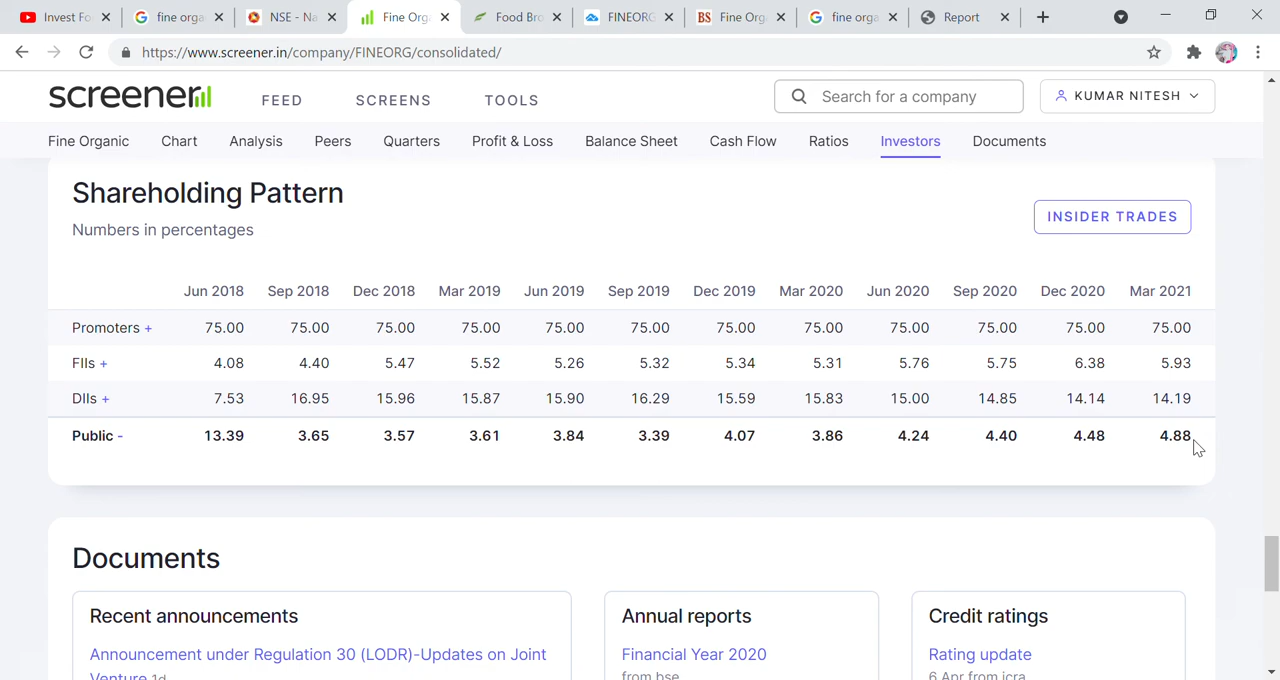 Invest Fo
fine orga
NSE - Na
Fine Org
Food Bro
FINEORG
BS Fine Org
fine orga
Report
https://www.screener.in/company/FINEORG/consolidated/
screener
FEED SCREENS TOOLS
Search for a company
KUMAR NITESH
Fine Organic Chart Analysis Peers Quarters Profit & Loss Balance Sheet Cash Flow Ratios Investors Documents
Shareholding Pattern
Numbers in percentages
INSIDER TRADES
Jun 2018 Sep 2018 Dec 2018 Mar 2019 Jun 2019 Sep 2019 Dec 2019 Mar 2020 Jun 2020 Sep 2020 Dec 2020 Mar 2021
Promoters + 75.00 75.00 75.00 75.00 75.00 75.00 75.00 75.00 75.00 75.00 75.00 75.00
FIIs + 4.08 4.40 5.47 5.52 5.26 5.32 5.34 5.31 5.76 5.75 6.38 5.93
DIIs + 7.53 16.95 15.96 15.87 15.90 16.29 15.59 15.83 15.00 14.85 14.14 14.19
Public - 13.39 3.65 3.57 3.61 3.84 3.39 4.07 3.86 4.24 4.40 4.48 4.88
Documents
Recent announcements
Announcement under Regulation 30 (LODR)-Updates on Joint
Venture 1d
Annual reports
Financial Year 2020
from bse
Credit ratings
Rating update
6 Apr from icra